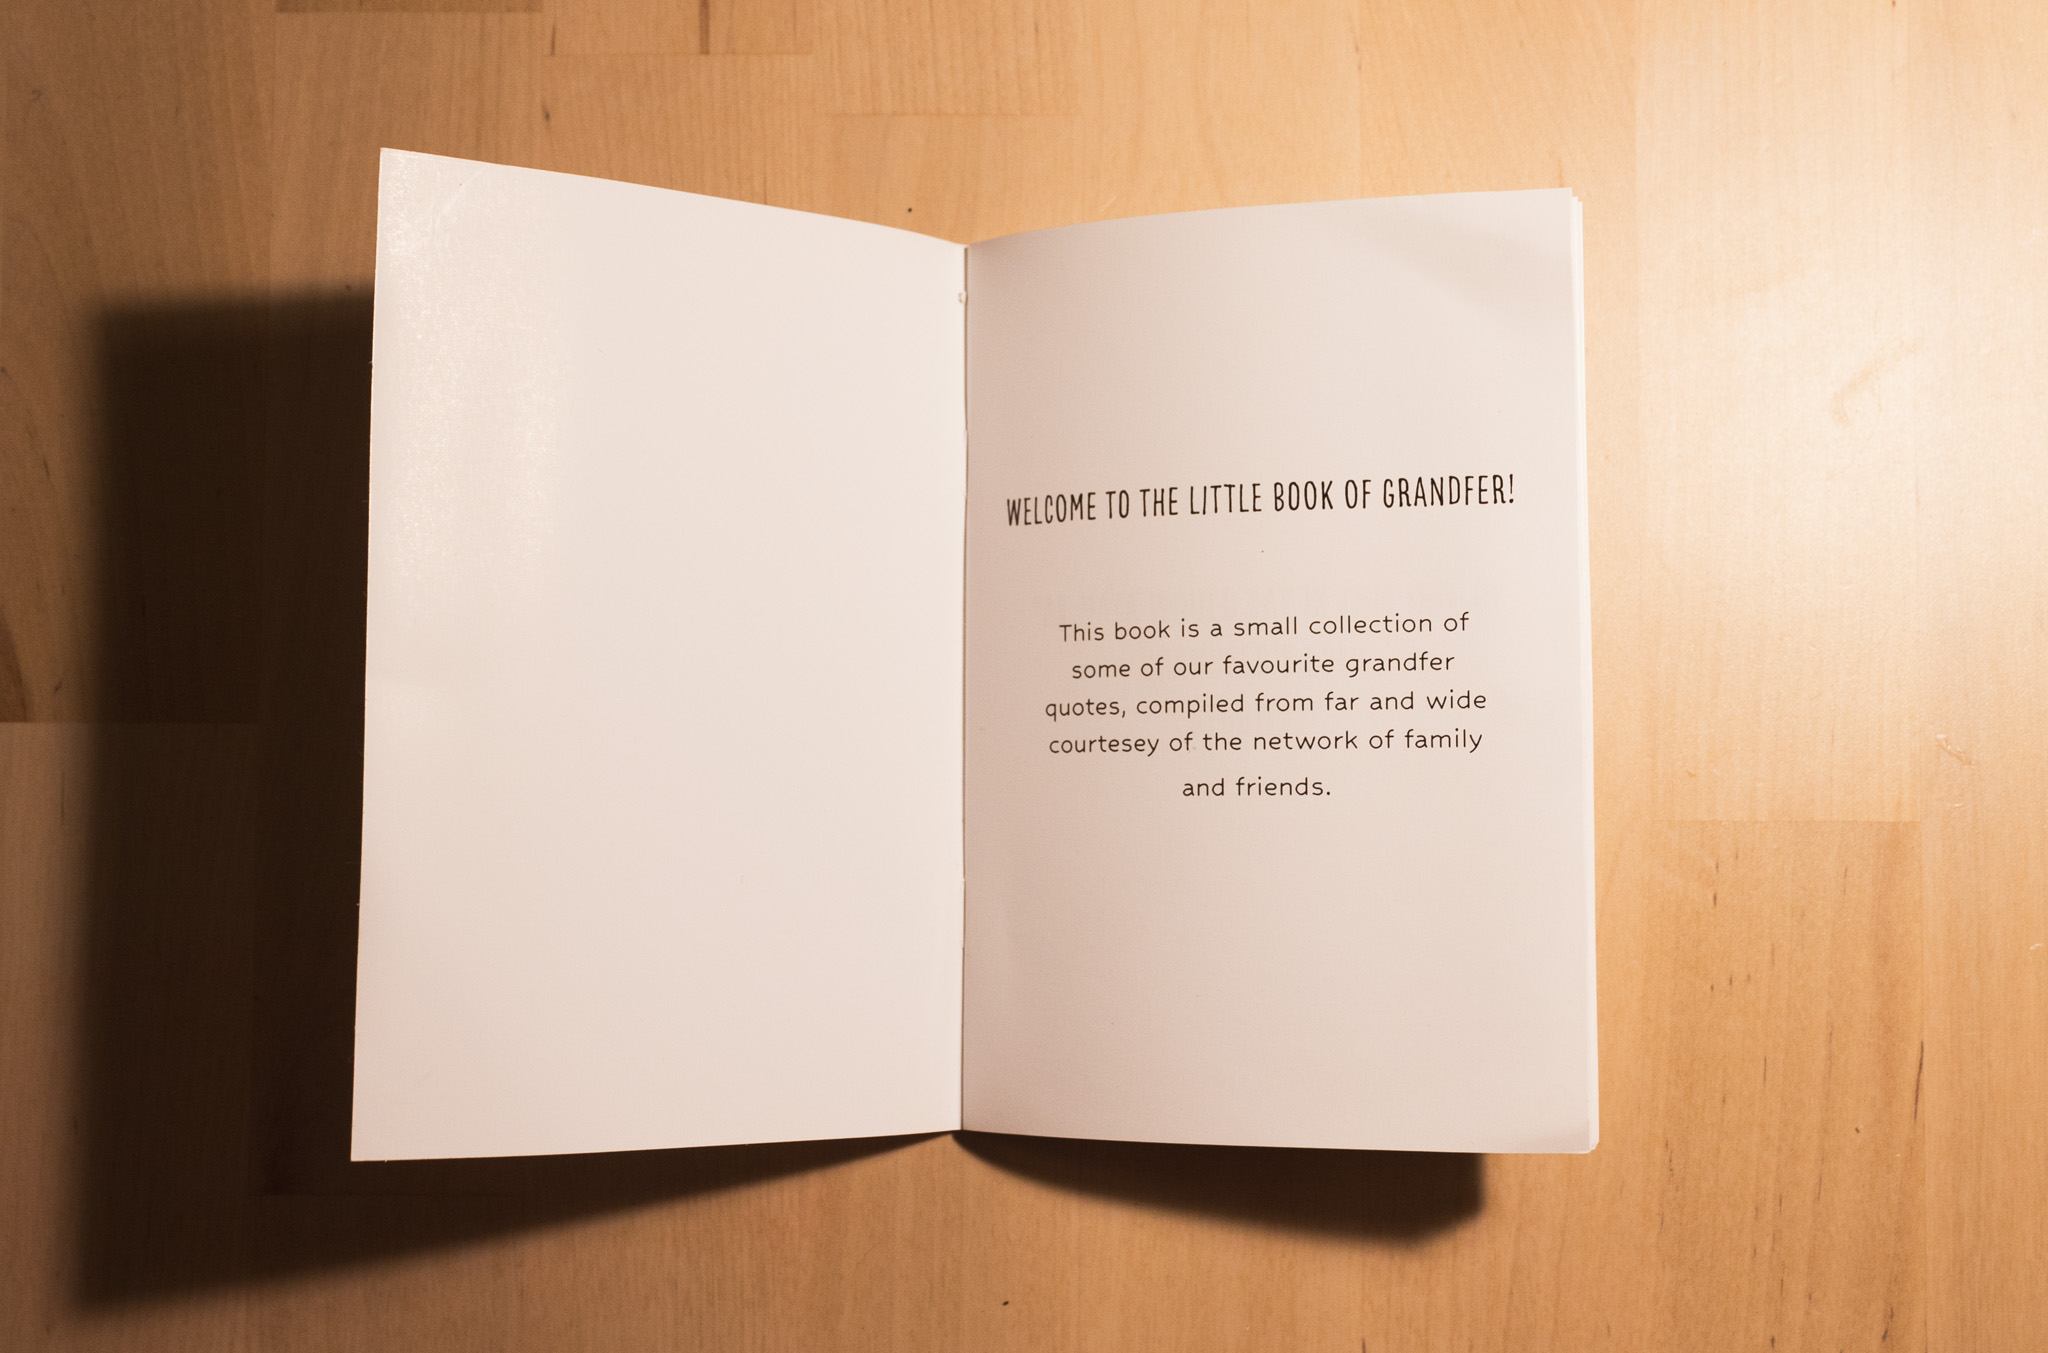 WELCOME TO THE LITTLE BOOK OF GRANDFER!
This book is a small collection of
some of our favourite grandfer
quotes, compiled from far and wide
courtesey of the network of family
and friends.